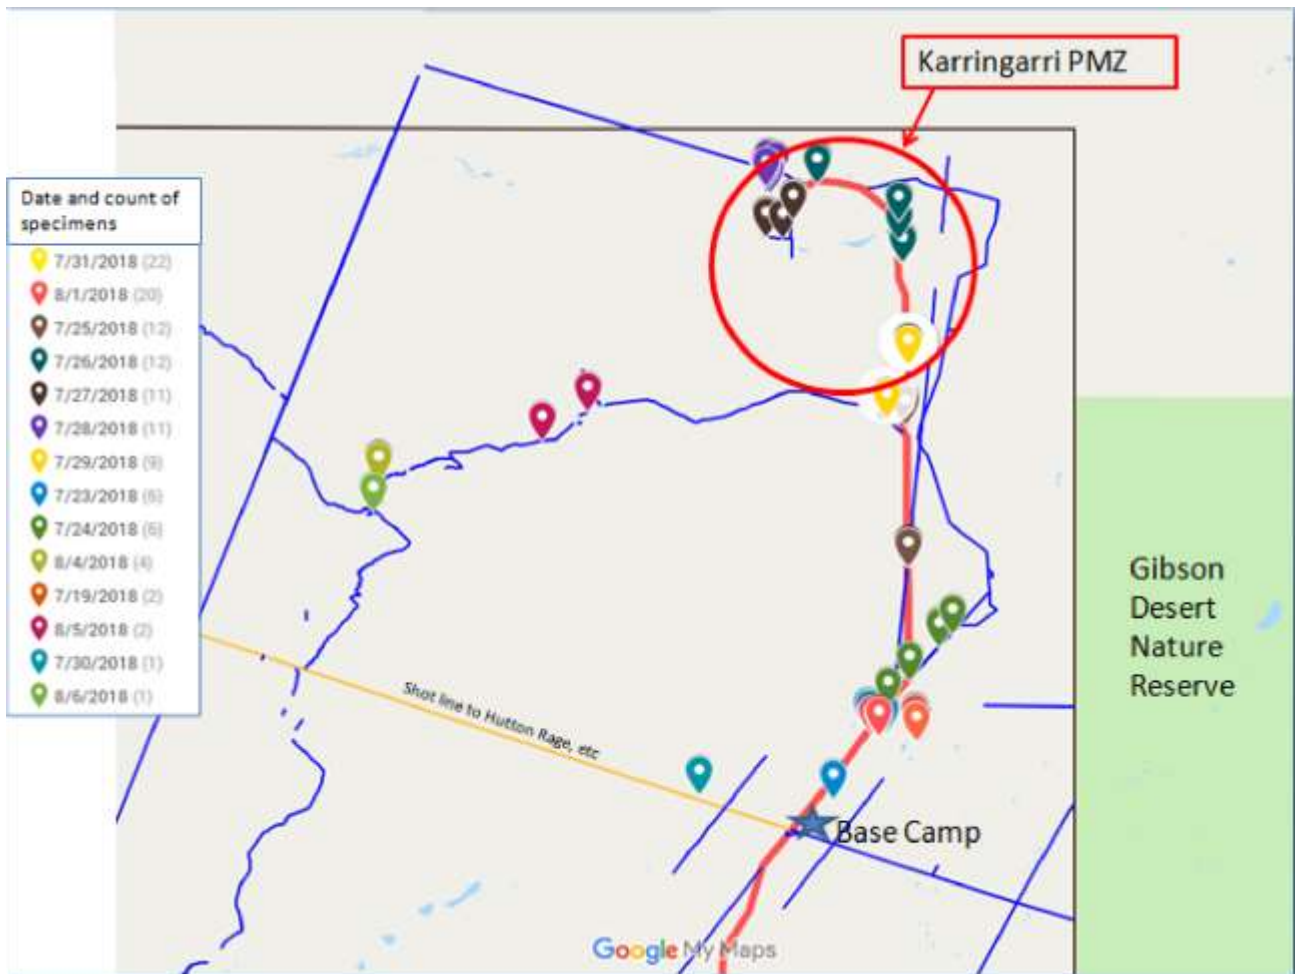 Karringarri PMZ
Date and count of
specimens
7/31/2018 (22)
8/1/2018 (20)
7/25/2018 (12)
7/26/2018 (12)
7/27/2018 (11)
7/28/2018 (11)
7/29/2018 (9)
7/23/2018 (6)
7/24/2018 (6)
8/4/2018 (4)
7/19/2018 (2)
8/5/2018 (2)
7/30/2018 (1)
8/6/2018 (1)
Gibson
Desert
Nature
Reserve
Shot line to Hutton Rage, etc
Base Camp
Google My Maps